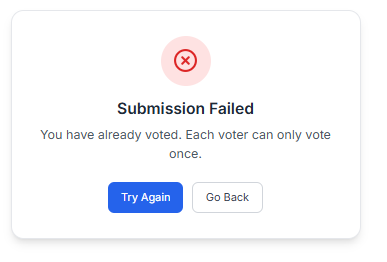 Submission Failed
You have already voted. Each voter can only vote
once.
Try Again
Go Back